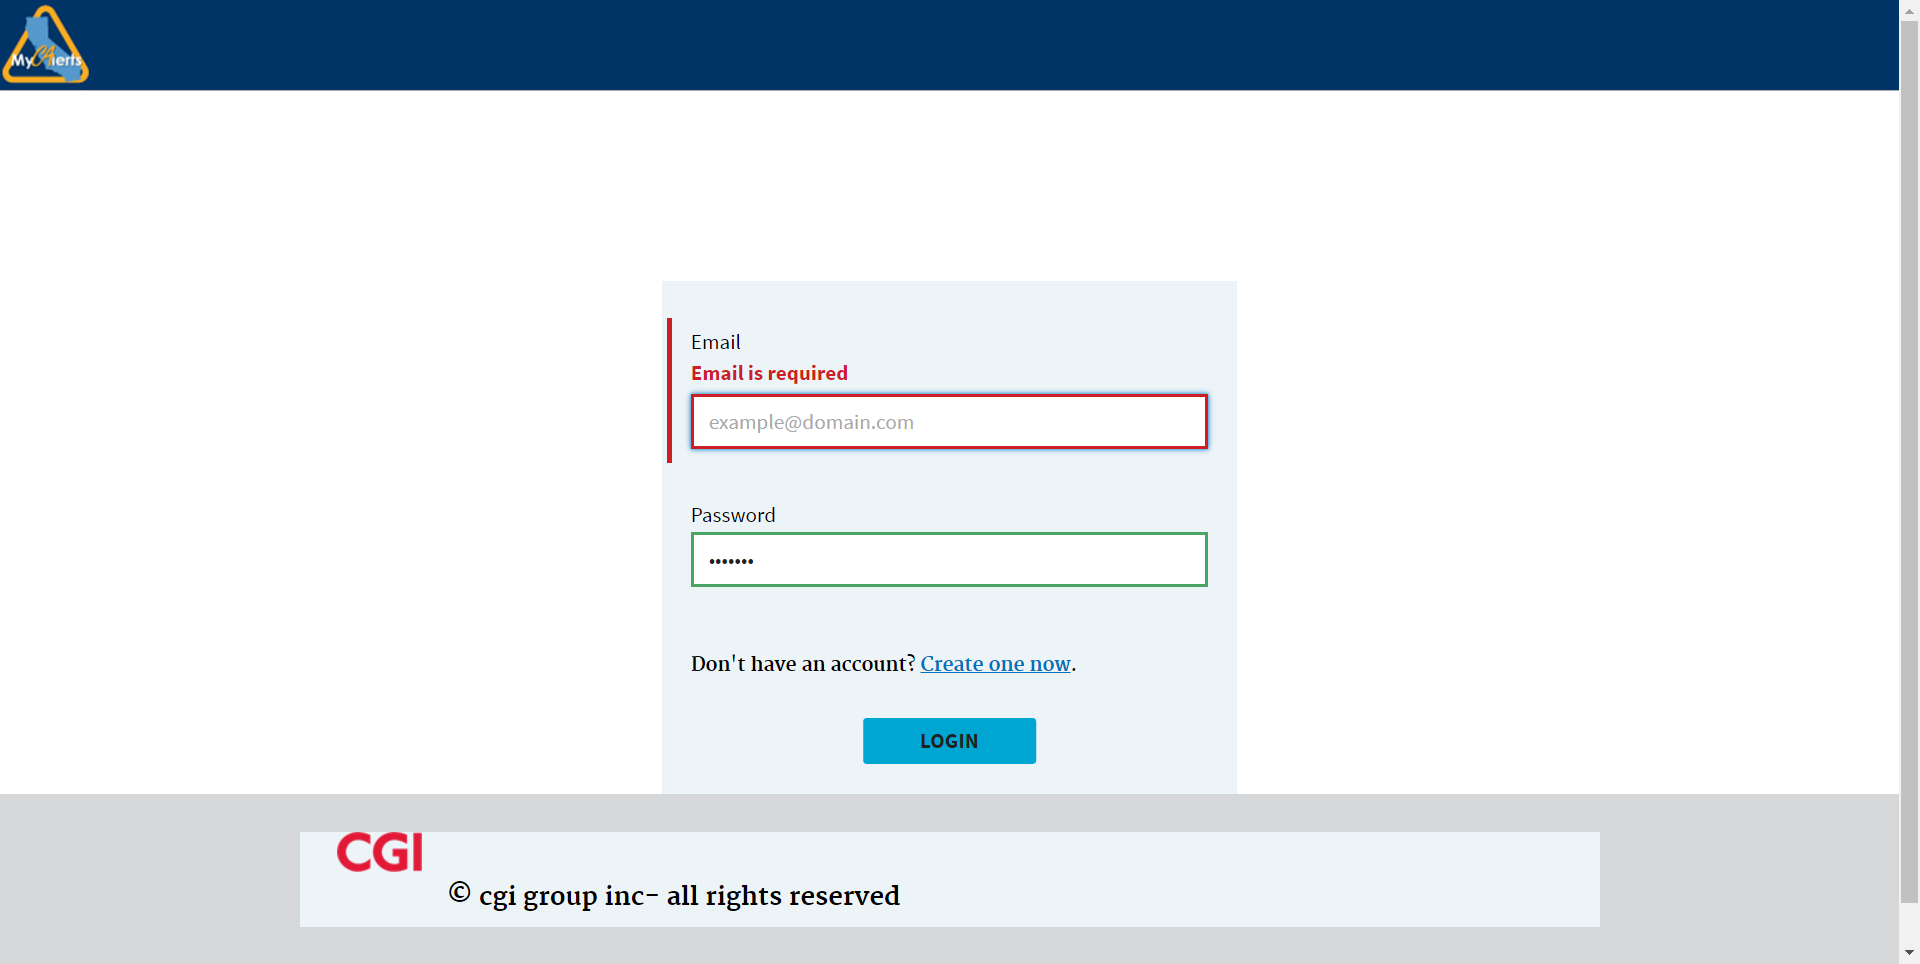 MyCAlerts
Email
Email is required
example@domain.com
Password
•••••••
Don't have an account? Create one now.
LOGIN
CGI
© cgi group inc- all rights reserved